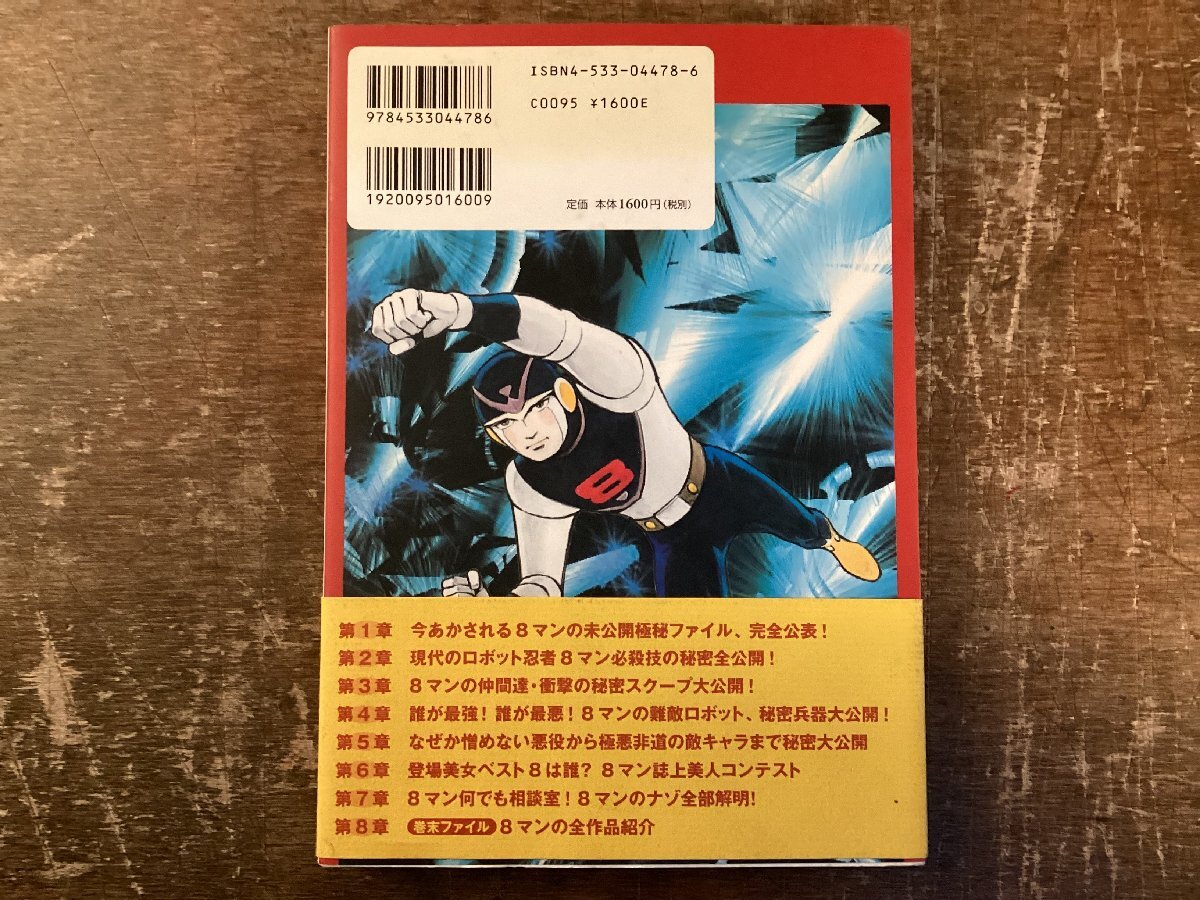 ISBN4-533-04478-6
C0095 ¥1600E
9784533044786
1920095016009
定価 本体1600円(税別)
8
第1章 今あかされる8マンの未公開極秘ファイル、完全公表!
第2章 現代のロボット忍者8マン必殺技の秘密全公開!
第3章 8マンの仲間達・衝撃の秘密スクープ大公開!
第4章 誰が最強!誰が最悪!8マンの難敵ロボット、秘密兵器大公開!
第5章 なぜか憎めない悪役から極悪非道の敵キャラまで秘密大公開
第6章 登場美女ベスト8は誰?8マン誌上美人コンテスト
第7章 8マン何でも相談室!8マンのナゾ全部解明!
第8章 巻末ファイル 8マンの全作品紹介